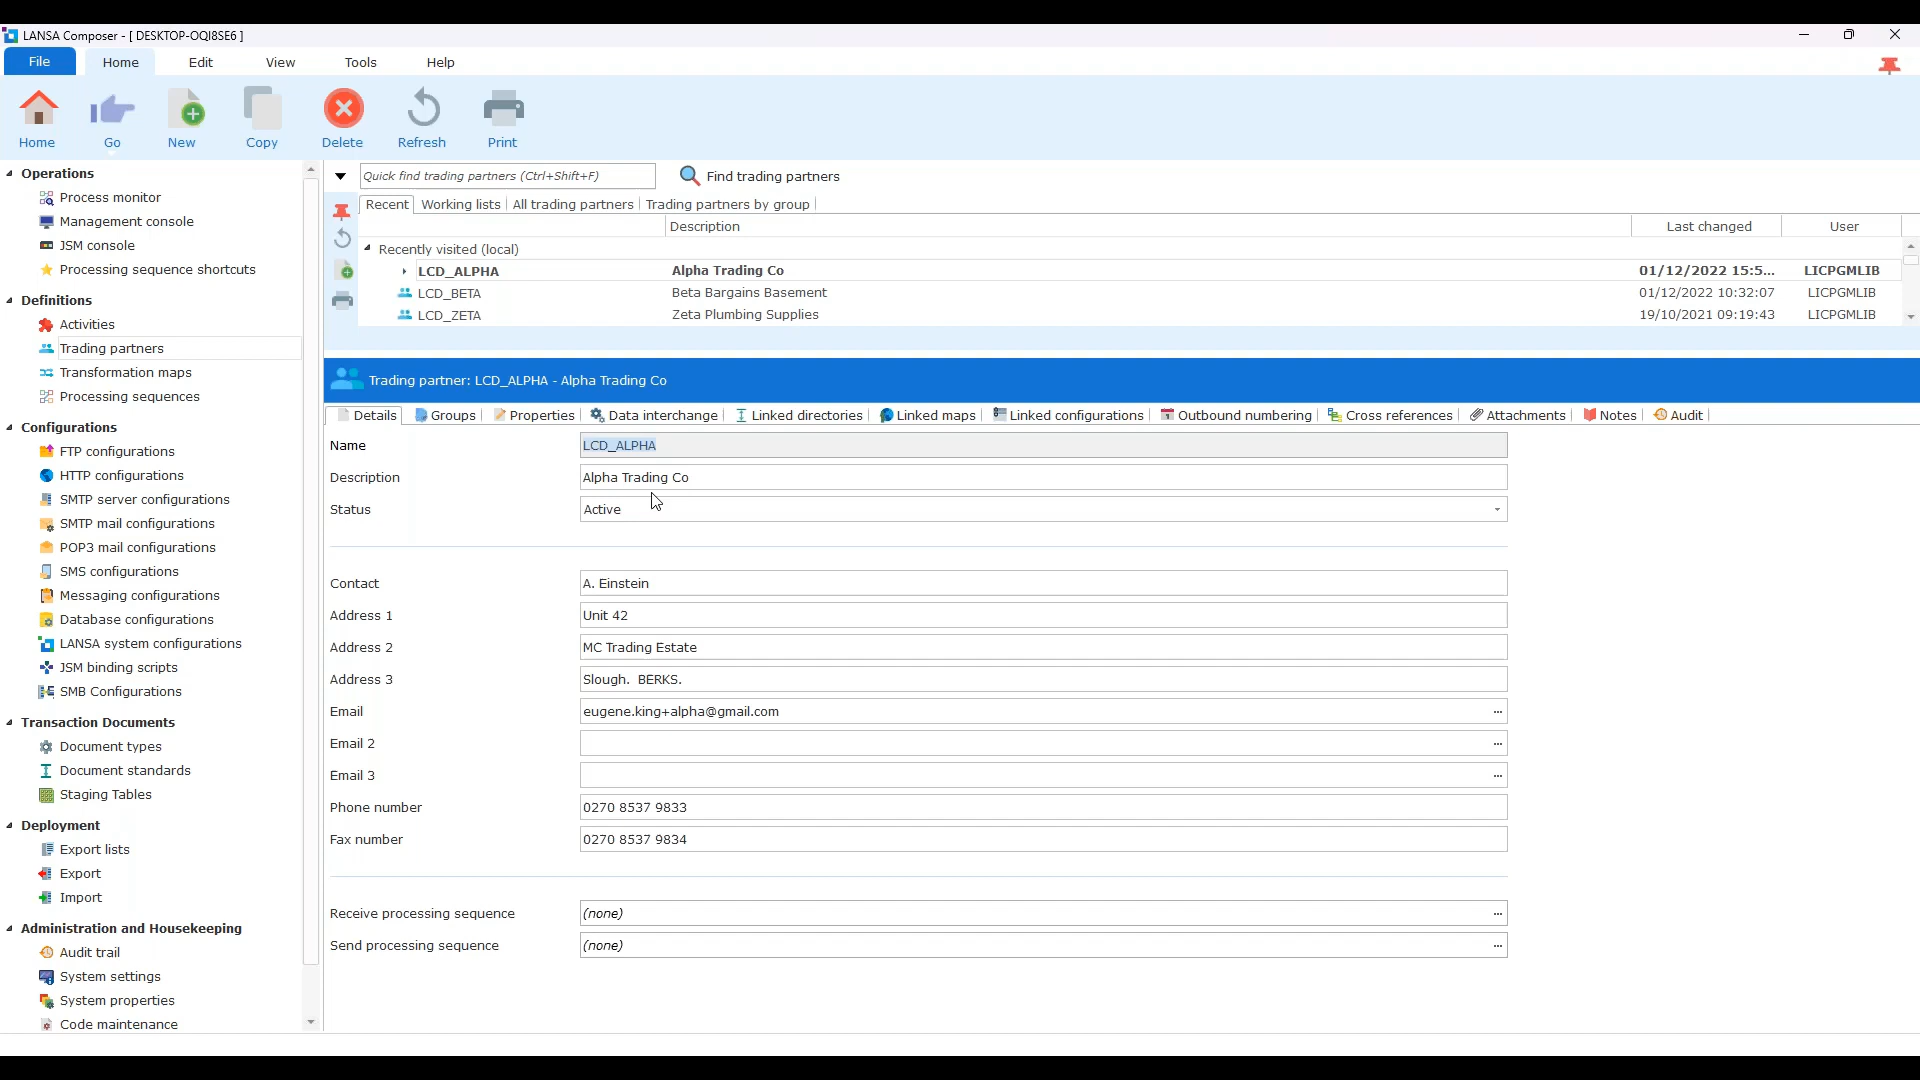 LANSA Composer - [ DESKTOP-OQI8SE6 ]
File Home Edit View Tools Help
Home Go New Copy Delete Refresh Print
Operations
Process monitor
Management console
JSM console
Processing sequence shortcuts
Definitions
Activities
Trading partners
Transformation maps
Processing sequences
Configurations
FTP configurations
HTTP configurations
SMTP server configurations
SMTP mail configurations
POP3 mail configurations
SMS configurations
Messaging configurations
Database configurations
LANSA system configurations
JSM binding scripts
SMB Configurations
Transaction Documents
Document types
Document standards
Staging Tables
Deployment
Export lists
Export
Import
Administration and Housekeeping
Audit trail
System settings
System properties
Code maintenance
Quick find trading partners (Ctrl+Shift+F) Find trading partners
Recent Working lists All trading partners Trading partners by group
Description Last changed User
Recently visited (local)
LCD_ALPHA Alpha Trading Co 01/12/2022 15:5... LICPGMLIB
LCD_BETA Beta Bargains Basement 01/12/2022 10:32:07 LICPGMLIB
LCD_ZETA Zeta Plumbing Supplies 19/10/2021 09:19:43 LICPGMLIB
Trading partner: LCD_ALPHA - Alpha Trading Co
Details Groups Properties Data interchange Linked directories Linked maps Linked configurations Outbound numbering Cross references Attachments Notes Audit
Name LCD_ALPHA
Description Alpha Trading Co
Status Active
Contact A. Einstein
Address 1 Unit 42
Address 2 MC Trading Estate
Address 3 Slough. BERKS.
Email eugene.king+alpha@gmail.com ...
Email 2 ...
Email 3 ...
Phone number 0270 8537 9833
Fax number 0270 8537 9834
Receive processing sequence (none) ...
Send processing sequence (none) ...